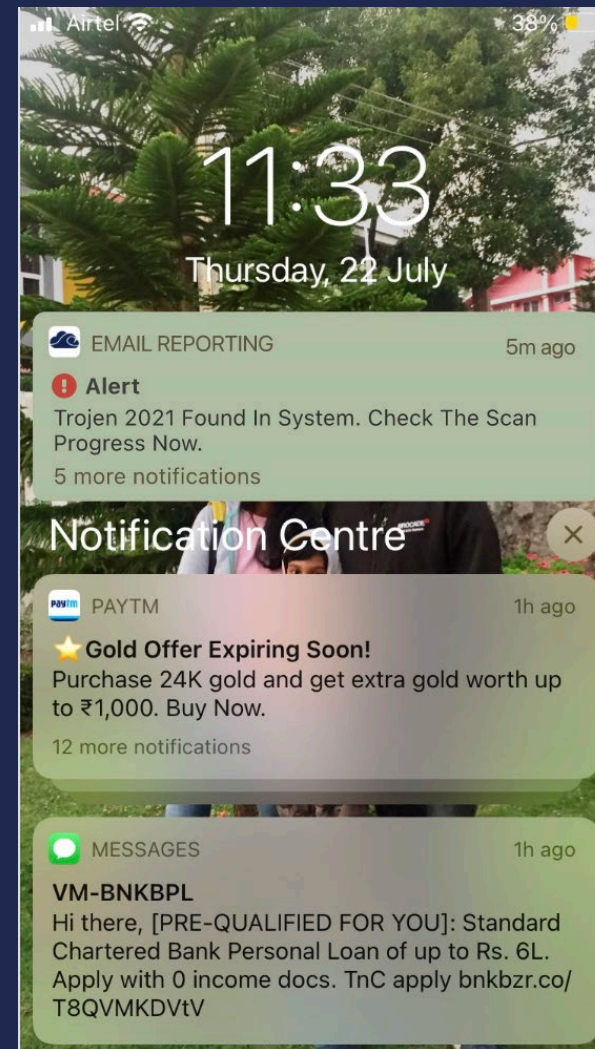 Airtel 38%
11:33
Thursday, 22 July
EMAIL REPORTING 5m ago
Alert
Trojen 2021 Found In System. Check The Scan
Progress Now.
5 more notifications
BROCADE
Notification Centre
Paytm PAYTM 1h ago
Gold Offer Expiring Soon!
Purchase 24K gold and get extra gold worth up
to ₹1,000. Buy Now.
12 more notifications
MESSAGES 1h ago
VM-BNKBPL
Hi there, [PRE-QUALIFIED FOR YOU]: Standard
Chartered Bank Personal Loan of up to Rs. 6L.
Apply with 0 income docs. TnC apply bnkbzr.co/
T8QVMKDVtV